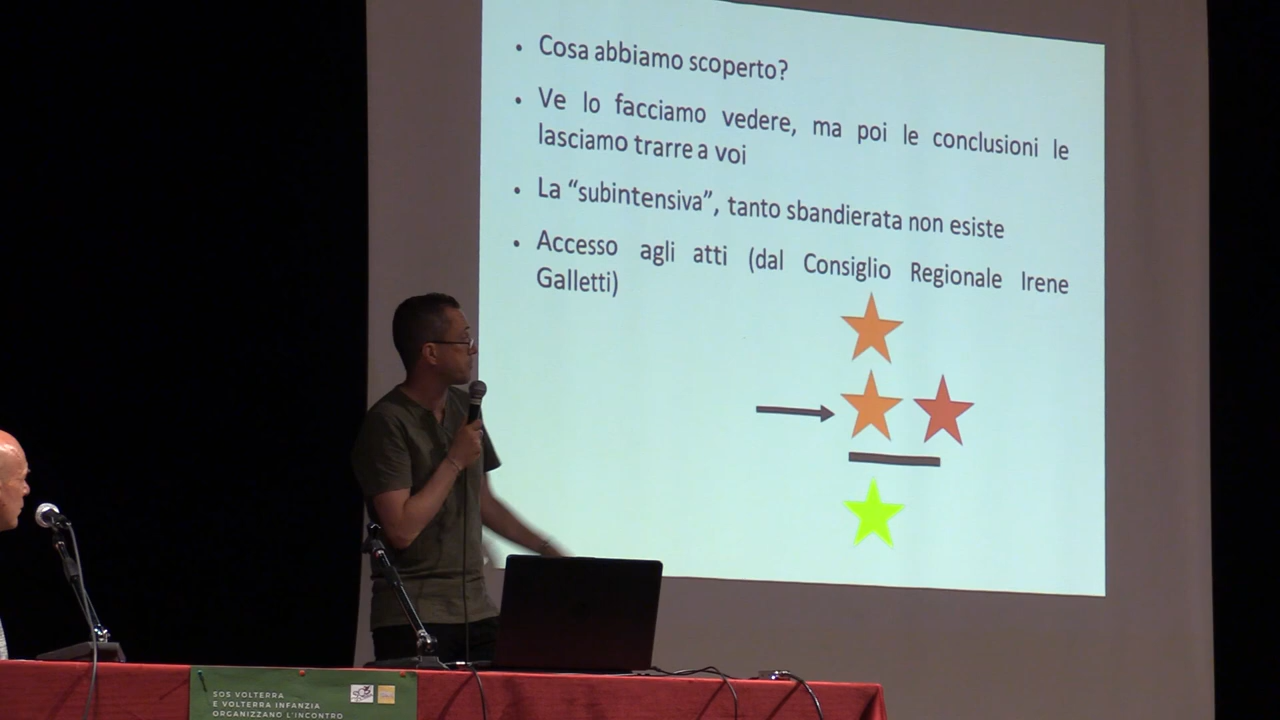 • Cosa abbiamo scoperto?
• Ve lo facciamo vedere, ma poi le conclusioni le
lasciamo trarre a voi
• La “subintensiva”, tanto sbandierata non esiste
• Accesso agli atti (dal Consiglio Regionale Irene
Galletti)
SOS VOLTERRA
E VOLTERRA INFANZIA
ORGANIZZANO L'INCONTRO